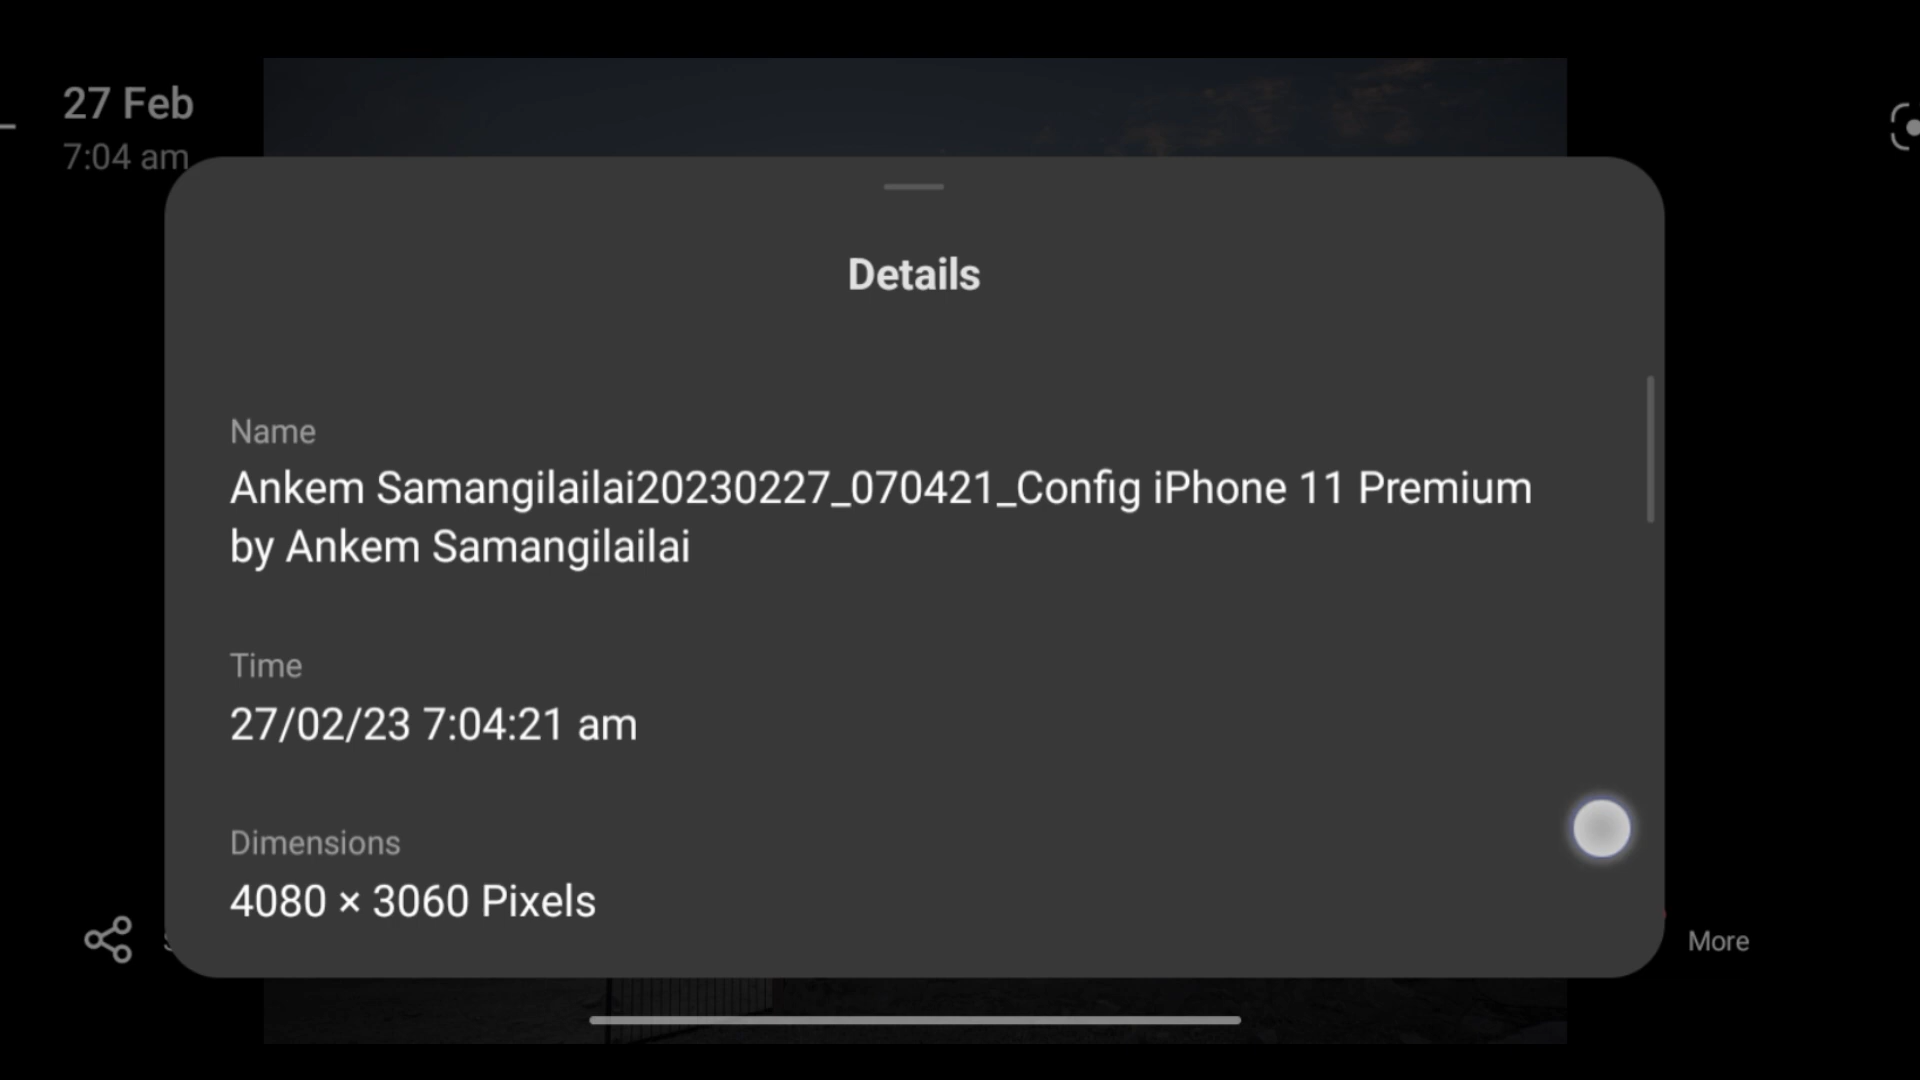 27 Feb
7:04 am
Details
Name
Ankem Samangilailai20230227_070421_Config iPhone 11 Premium
by Ankem Samangilailai
Time
27/02/23 7:04:21 am
Dimensions
4080 × 3060 Pixels
More